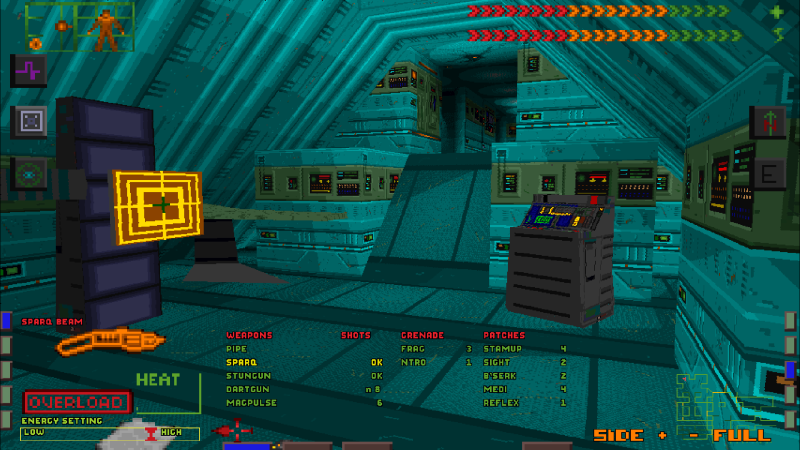 E
SPARQ BEAM
WEAPONS SHOTS GRENADE PATCHES
PIPE FRAG 3 STAMUP 4
SPARQ OK NTRO 1 SIGHT 2
STUNGUN OK B'SERK 2
DARTGUN n 8 MEDI 4
MAGPULSE 6 REFLEX 1
HEAT
OVERLOAD
ENERGY SETTING
LOW HIGH
SIDE + - FULL